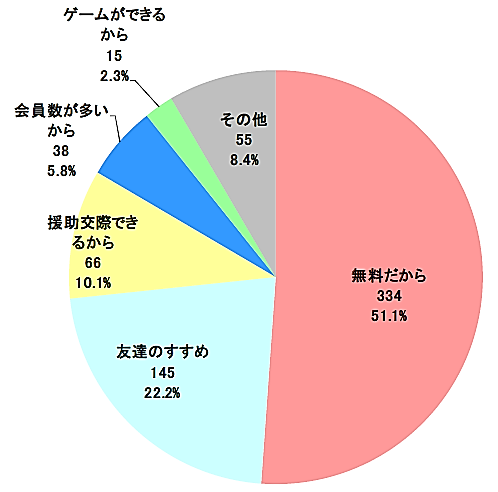 ゲームができる
から
15
2.3%
会員数が多い
から
38
5.8%
その他
55
8.4%
援助交際でき
るから
66
10.1%
無料だから
334
51.1%
友達のすすめ
145
22.2%